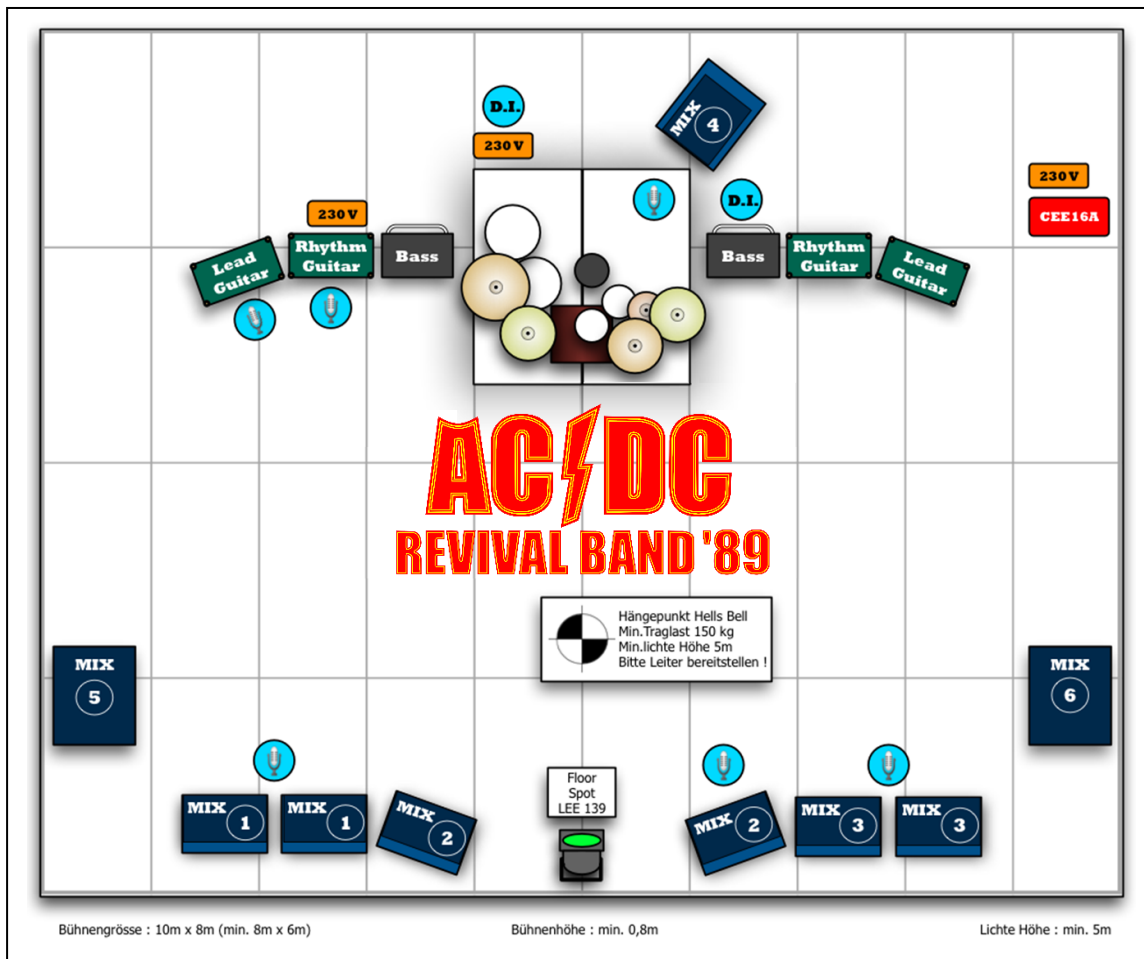 D.I.
230 V
MIX
4
230 V
CEE16A
D.I.
230 V
Lead
Guitar
Rhythm
Guitar
Bass
Bass
Rhythm
Guitar
Lead
Guitar
AC DC
REVIVAL BAND '89
Hängepunkt Hells Bell
Min.Traglast 150 kg
Min.lichte Höhe 5m
Bitte Leiter bereitstellen !
MIX
5
MIX
6
Floor
Spot
LEE 139
MIX 1
MIX 1
MIX 2
MIX 2
MIX 3
MIX 3
Bühnengrösse : 10m x 8m (min. 8m x 6m)
Bühnenhöhe : min. 0,8m
Lichte Höhe : min. 5m